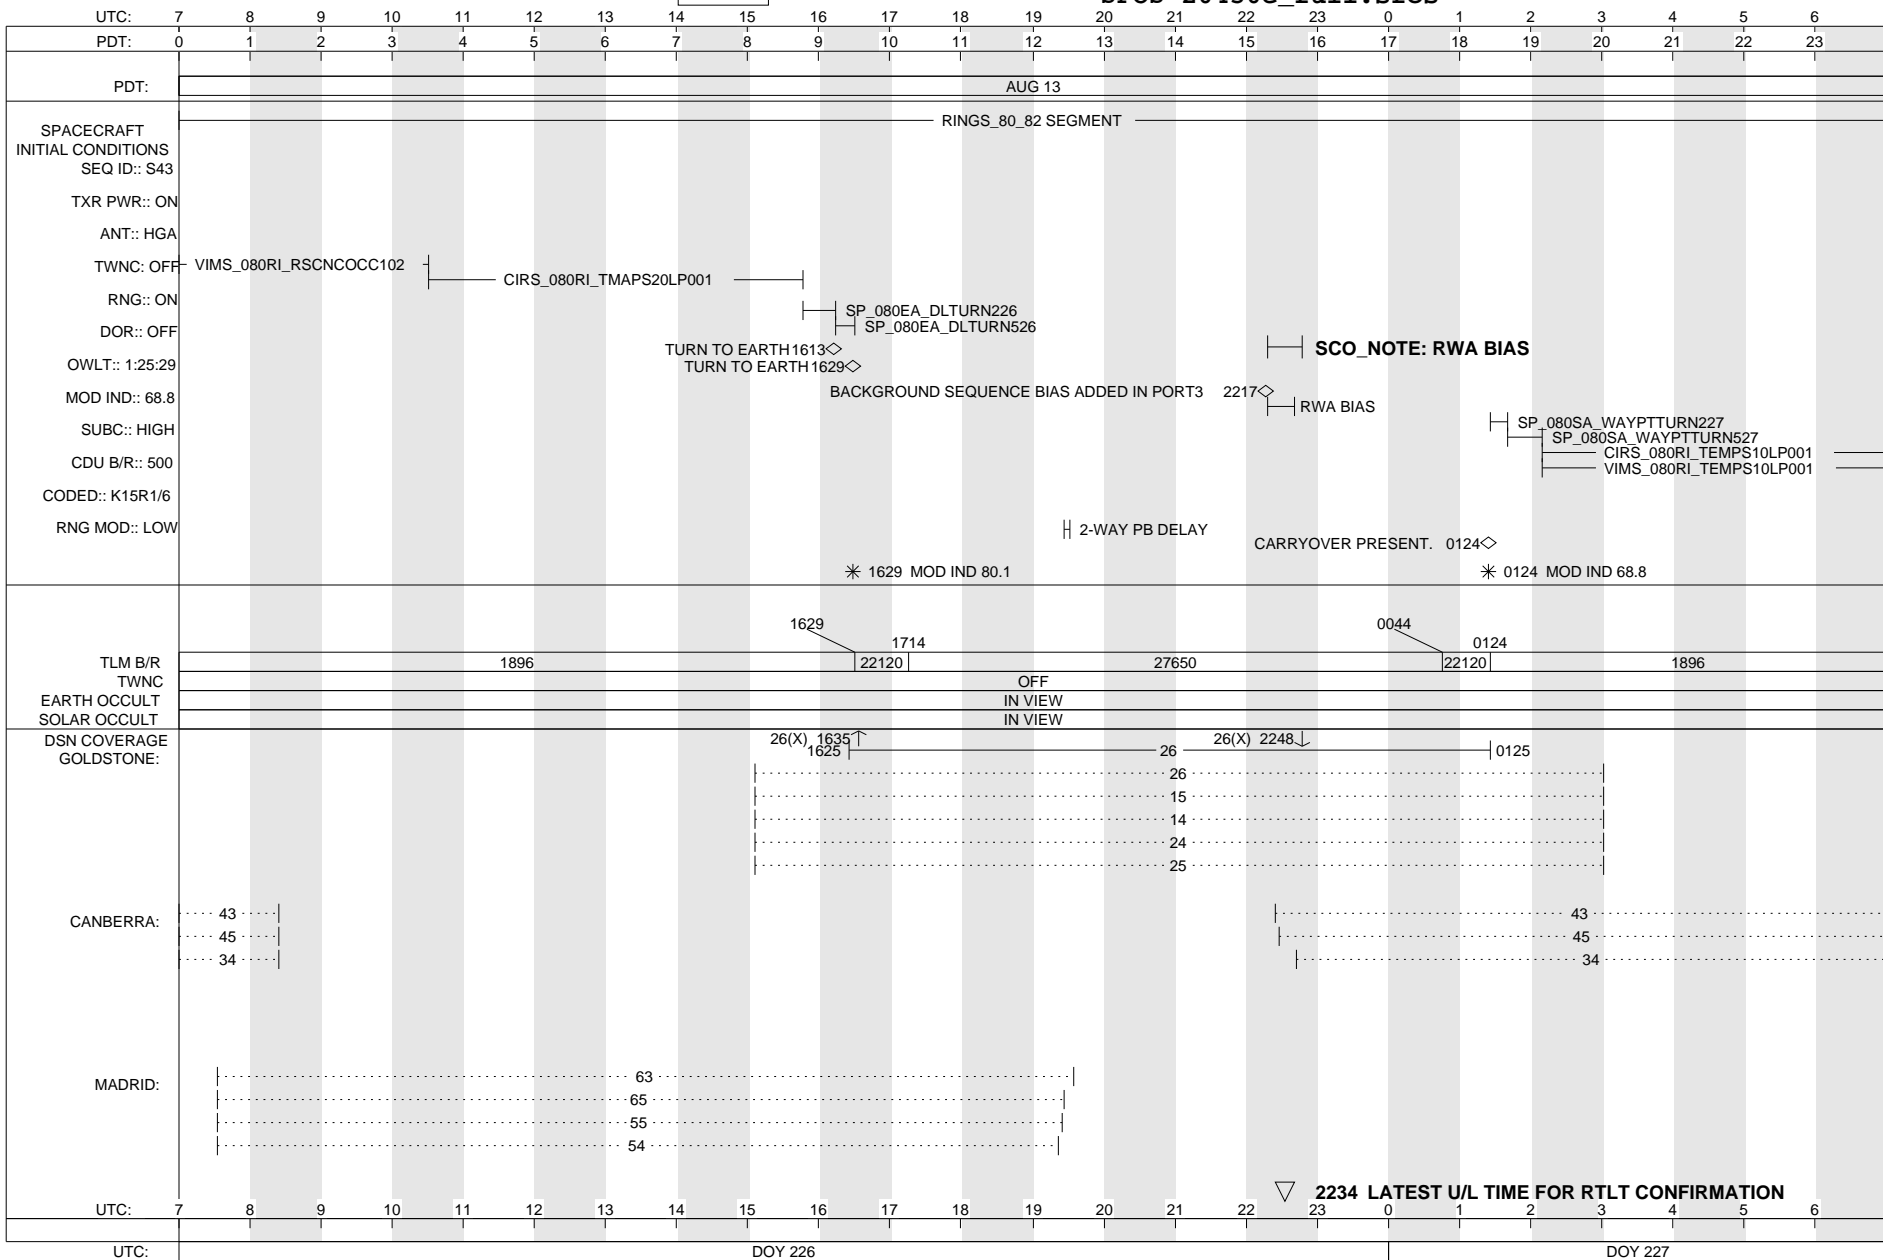 UTC: 7 8 9 10 11 12 13 14 15 16 17 18 19 20 21 22 23 0 1 2 3 4 5 6
PDT: 0 1 2 3 4 5 6 7 8 9 10 11 12 13 14 15 16 17 18 19 20 21 22 23
PDT: AUG 13
RINGS_80_82 SEGMENT
SPACECRAFT
INITIAL CONDITIONS
SEQ ID:: S43
TXR PWR:: ON
ANT:: HGA
TWNC: OFF VIMS_080RI_RSCNCOCC102
CIRS_080RI_TMAPS20LP001
RNG:: ON
SP_080EA_DLTURN226
SP_080EA_DLTURN526
DOR:: OFF
TURN TO EARTH 1613
SCO_NOTE: RWA BIAS
OWLT:: 1:25:29
TURN TO EARTH 1629
BACKGROUND SEQUENCE BIAS ADDED IN PORT3 2217
MOD IND:: 68.8
RWA BIAS
SP_080SA_WAYPTTURN227
SUBC:: HIGH
SP_080SA_WAYPTTURN527
CIRS_080RI_TEMPS10LP001
CDU B/R:: 500
VIMS_080RI_TEMPS10LP001
CODED:: K15R1/6
RNG MOD:: LOW
2-WAY PB DELAY
CARRYOVER PRESENT. 0124
1629 MOD IND 80.1
0124 MOD IND 68.8
1629 0044
1714 0124
TLM B/R 1896 22120 27650 22120 1896
TWNC OFF
EARTH OCCULT IN VIEW
SOLAR OCCULT IN VIEW
DSN COVERAGE
26(X) 1635 26(X) 2248
GOLDSTONE: 1625 26 0125
26
15
14
24
25
CANBERRA: 43 43
45 45
34 34
MADRID: 63
65
55
54
2234 LATEST U/L TIME FOR RTLT CONFIRMATION
UTC: 7 8 9 10 11 12 13 14 15 16 17 18 19 20 21 22 23 0 1 2 3 4 5 6
UTC: DOY 226 DOY 227